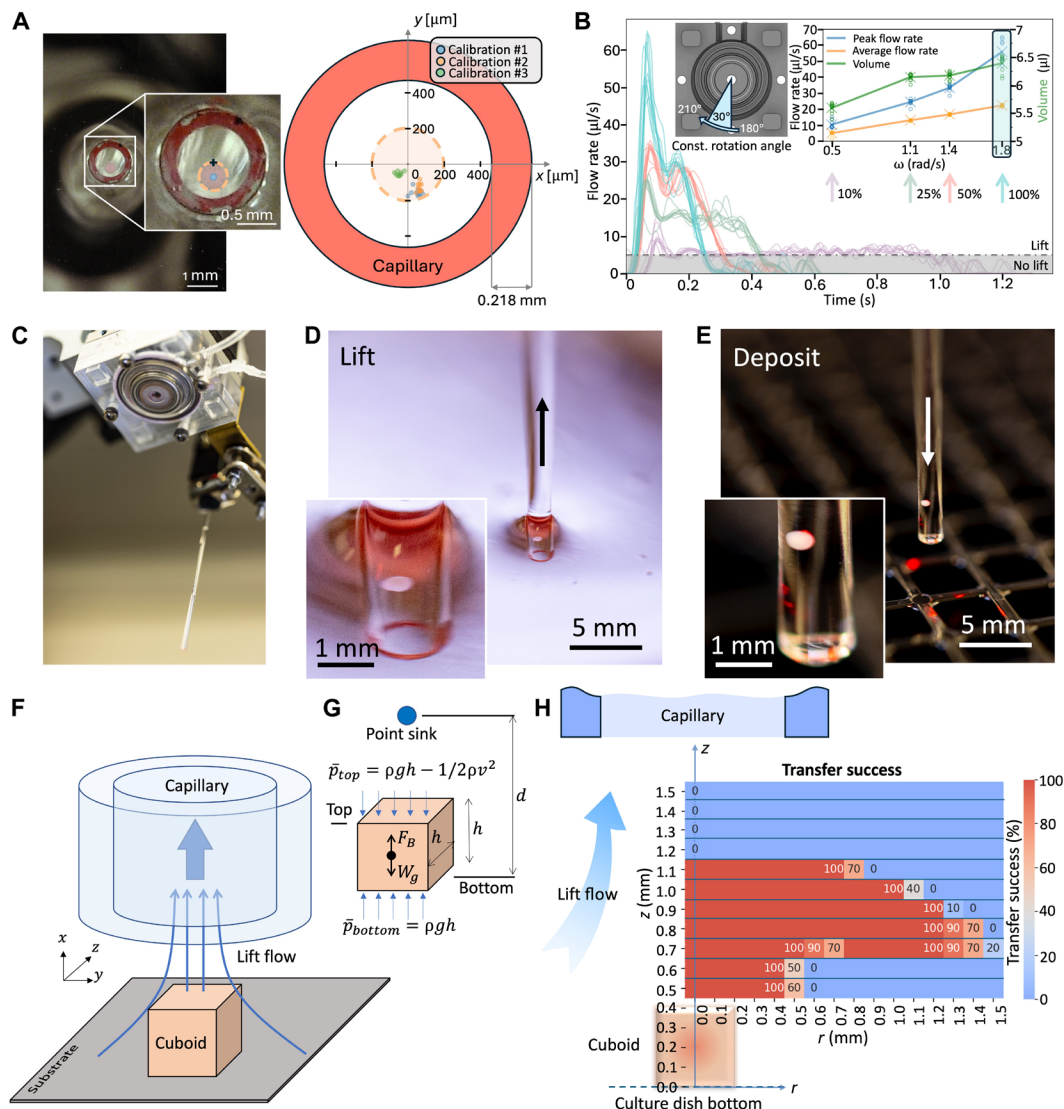 A
1 mm
0.5 mm
y [µm]
x [µm]
Calibration #1
Calibration #2
Calibration #3
400
200
0
200
400
Capillary
0.218 mm
B
Flow rate (µl/s)
60
50
40
30
20
10
0
0
0.2
0.4
0.6
0.8
1.0
1.2
Time (s)
210°
30°
180°
Const. rotation angle
Peak flow rate
Average flow rate
Volume
Flow rate (µl/s)
70
60
50
40
30
20
10
0
7
6.5
6
5.5
5
(µl)
Volume
0.5
1.1
1.4
1.8
ω (rad/s)
10%
25%
50%
100%
Lift
No lift
C
D
Lift
1 mm
5 mm
E
Deposit
1 mm
5 mm
F
Capillary
Lift flow
x
z
y
Cuboid
Substrate
G
Point sink
p̄top = ρgh − 1/2ρv²
d
Top
F_B
h
h
W_g
Bottom
p̄bottom = ρgh
H
Capillary
z
Transfer success
Lift flow
z (mm)
1.5 0
1.4 0
1.3 0
1.2 0
1.1 100 70 0
1.0 100 40 0
0.9 100 10 0
0.8 100 90 70 0
0.7 100 90 70 100 90 70 20
0.6 100 50 0
0.5 100 60 0
0.4
0.3
0.2
0.1
0.0
0.0 0.1 0.2 0.3 0.4 0.5 0.6 0.7 0.8 0.9 1.0 1.1 1.2 1.3 1.4 1.5
r (mm)
Transfer success (%)
100
80
60
40
20
0
Cuboid
r
Culture dish bottom